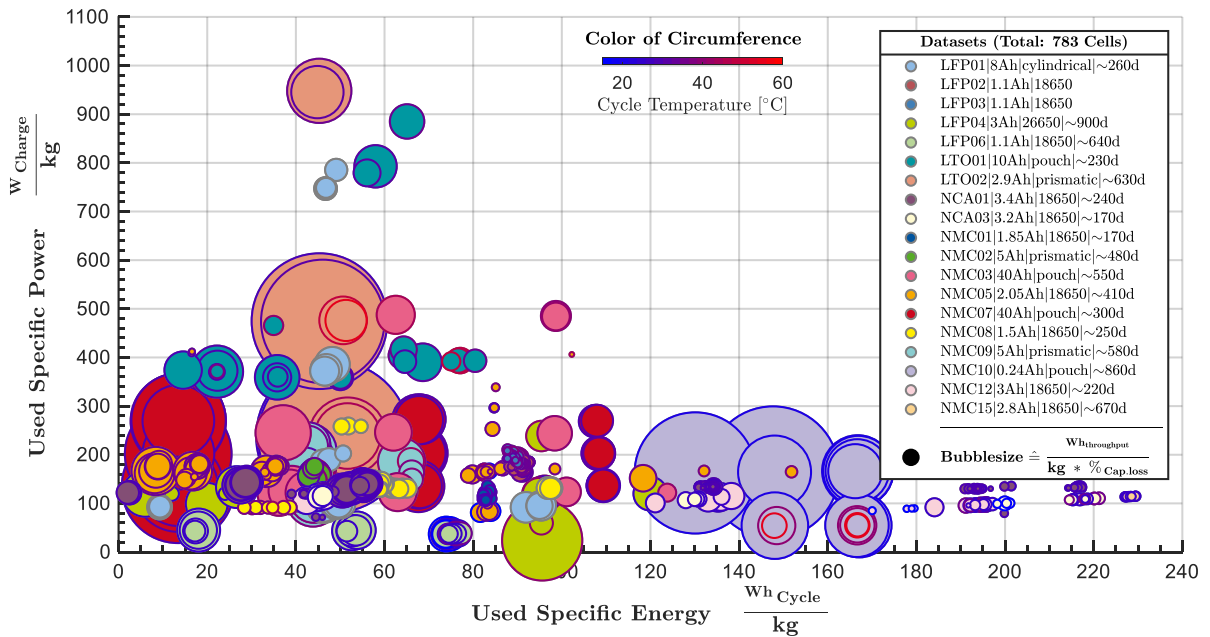 1100
1000
900
800
700
600
500
400
300
200
100
0
0
20
40
60
80
100
120
140
160
180
200
220
240
Used Specific Power W Charge / kg
Used Specific Energy Wh Cycle / kg
Color of Circumference
20 40 60
Cycle Temperature [°C]
Datasets (Total: 783 Cells)
LFP01|8Ah|cylindrical|~260d
LFP02|1.1Ah|18650
LFP03|1.1Ah|18650
LFP04|3Ah|26650|~900d
LFP06|1.1Ah|18650|~640d
LTO01|10Ah|pouch|~230d
LTO02|2.9Ah|prismatic|~630d
NCA01|3.4Ah|18650|~240d
NCA03|3.2Ah|18650|~170d
NMC01|1.85Ah|18650|~170d
NMC02|5Ah|prismatic|~480d
NMC03|40Ah|pouch|~550d
NMC05|2.05Ah|18650|~410d
NMC07|40Ah|pouch|~300d
NMC08|1.5Ah|18650|~250d
NMC09|5Ah|prismatic|~580d
NMC10|0.24Ah|pouch|~860d
NMC12|3Ah|18650|~220d
NMC15|2.8Ah|18650|~670d
Bubblesize ≙ Whthroughput / kg * %Cap.loss